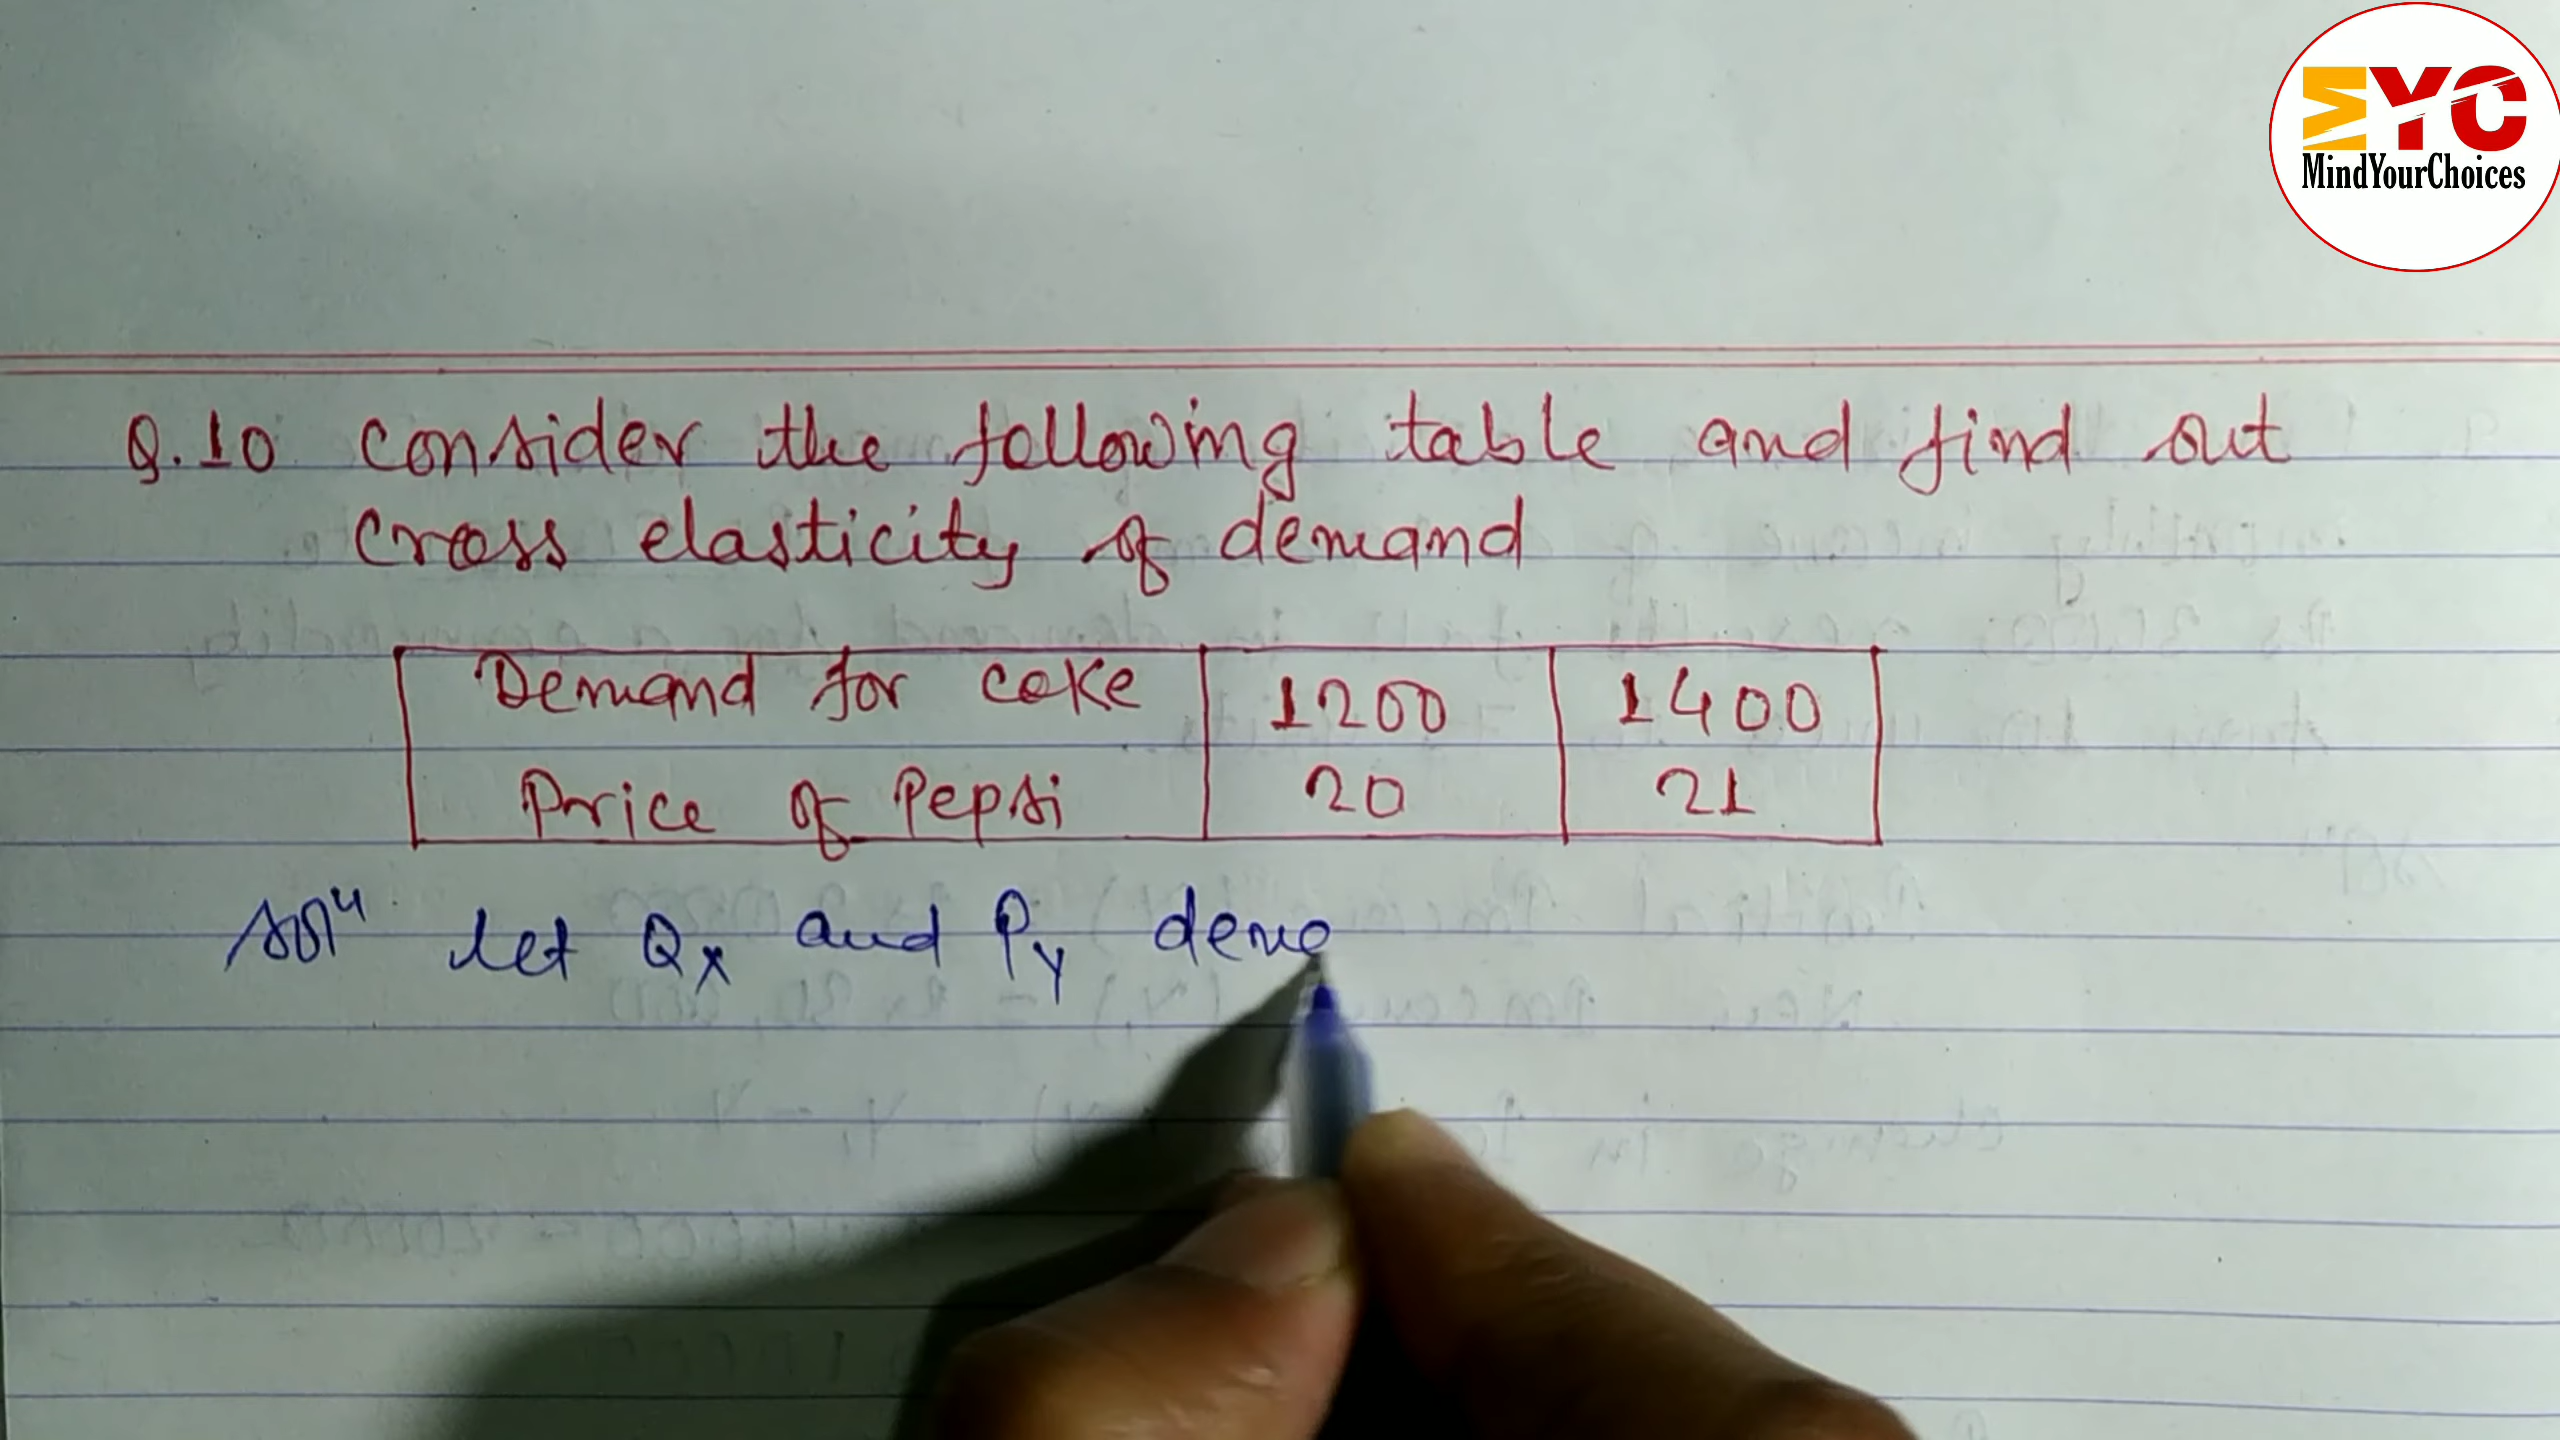 MYC
MindYourChoices
Q.10 Consider the following table and find out
cross elasticity of demand
Demand for coke 1200 1400
Price of Pepsi 20 21
Soln let Qx and Py deno